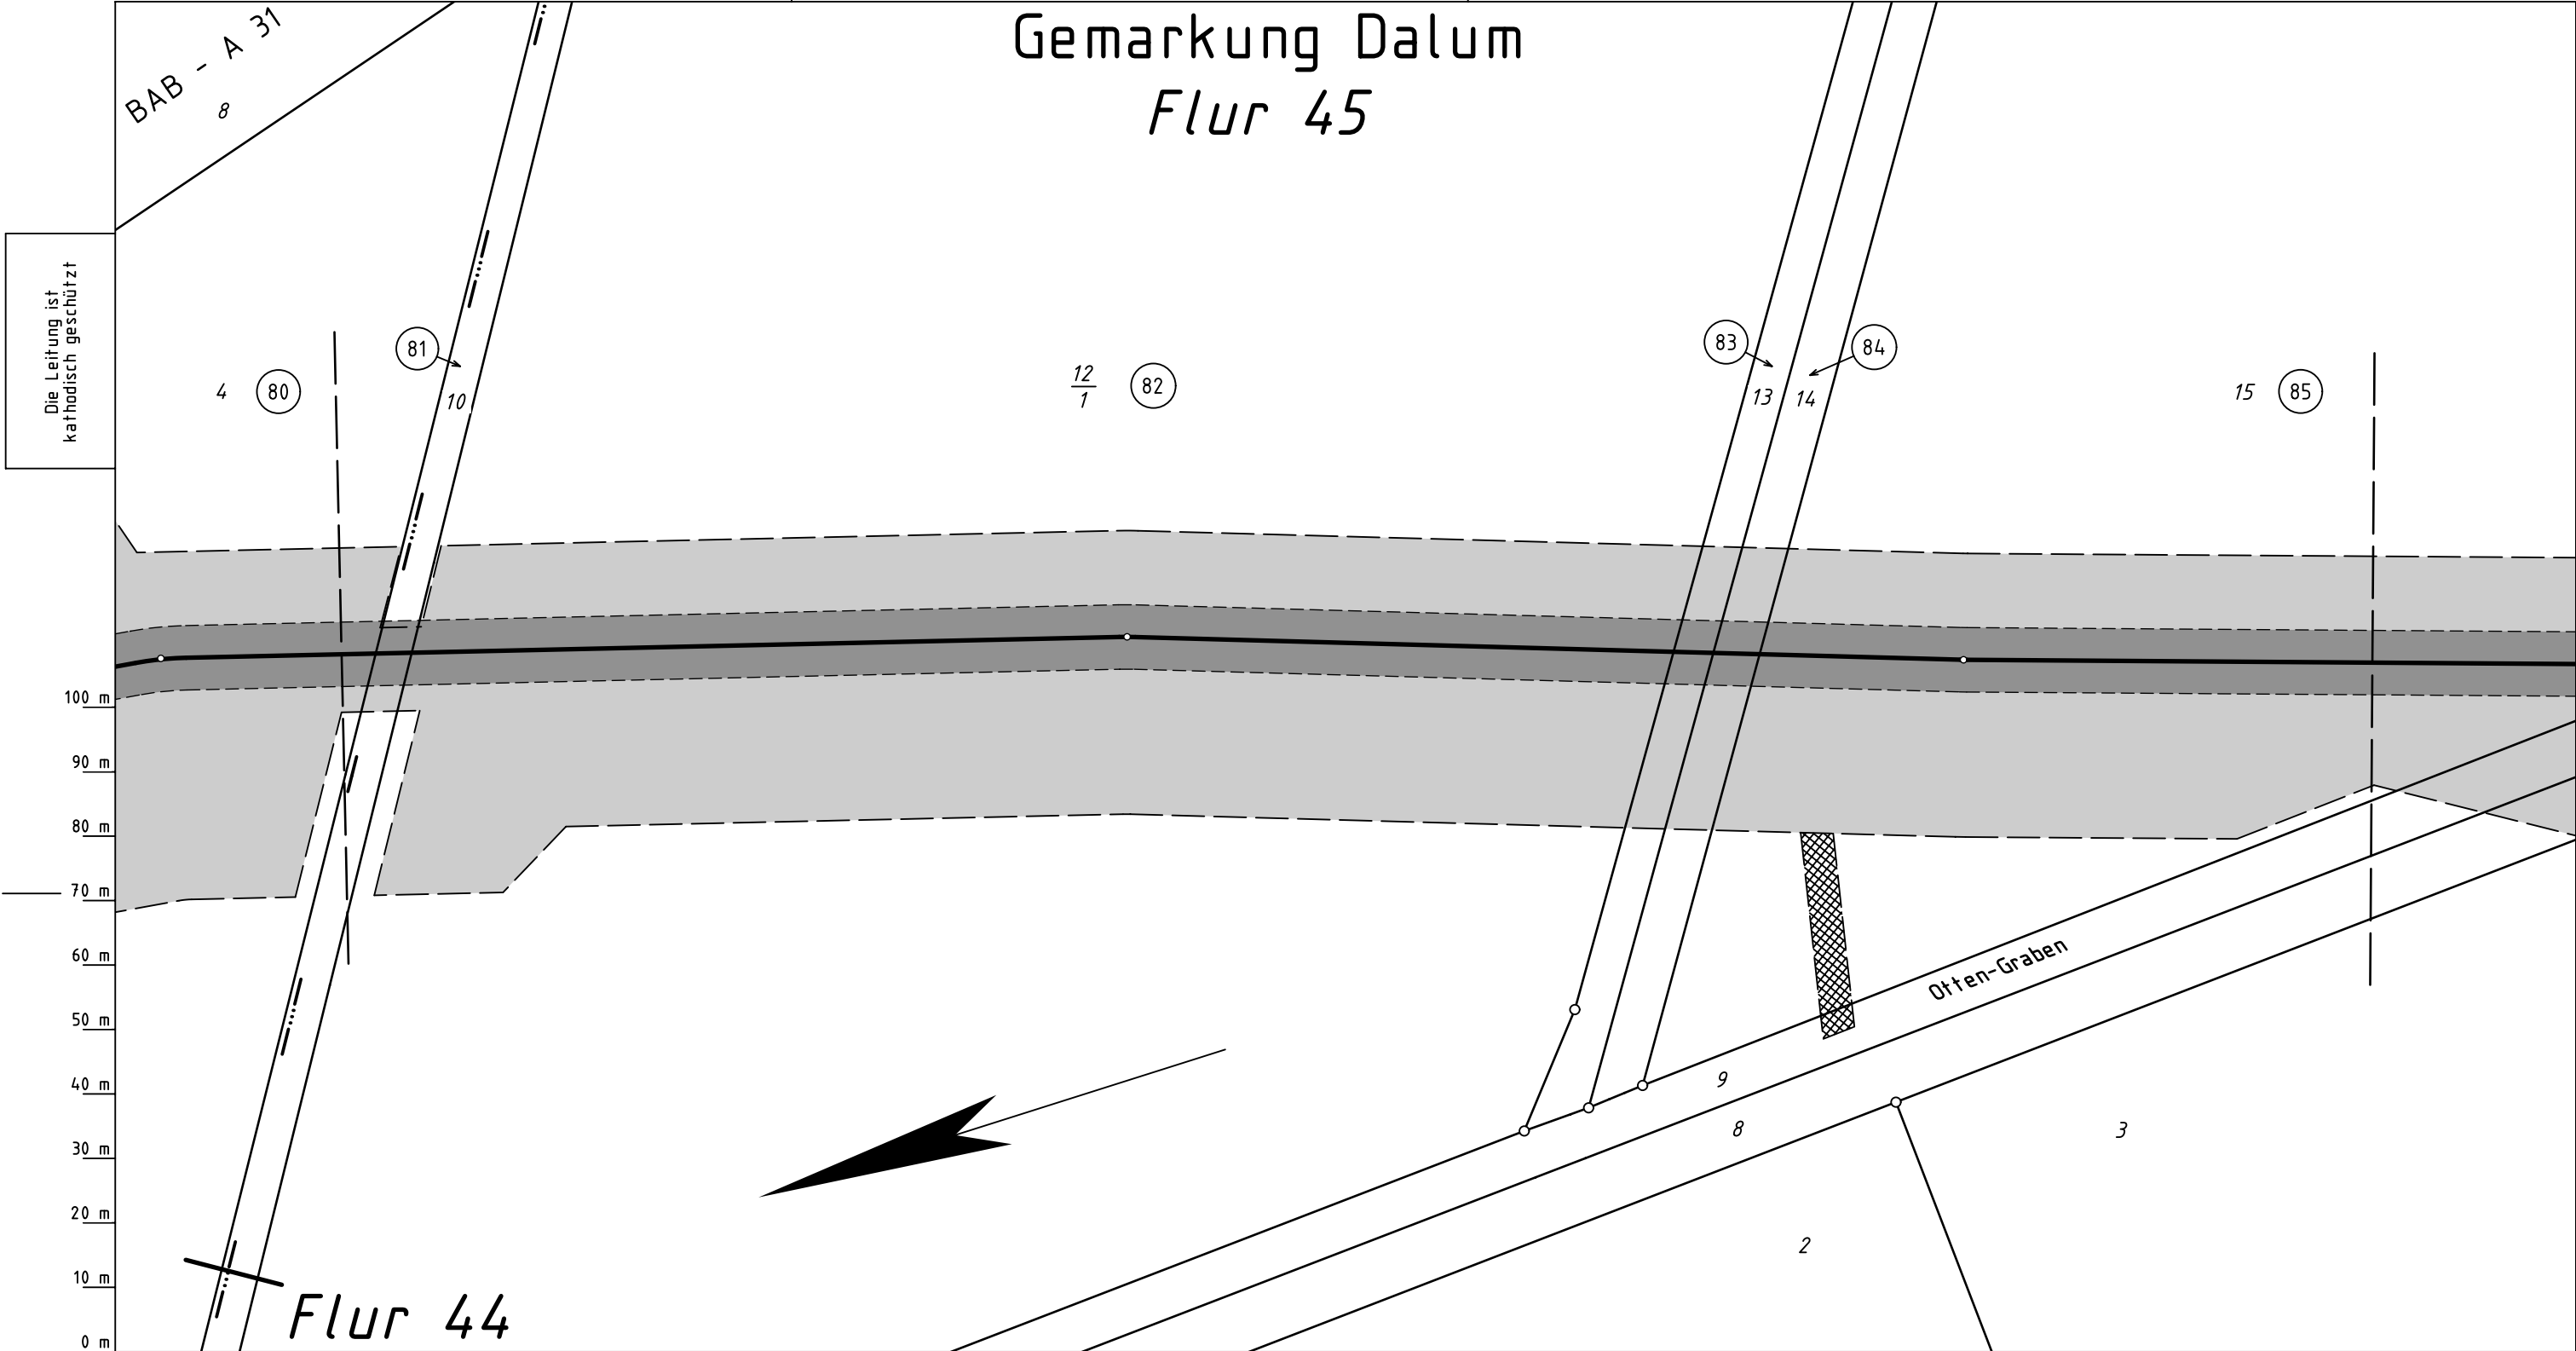 Gemarkung Dalum
Flur 45
BAB - A 31
8
Die Leitung ist
kathodisch geschützt
81
83
84
4 80
10
12
1
82
13 14
15 85
100 m
90 m
80 m
70 m
60 m
50 m
40 m
30 m
20 m
10 m
0 m
Otten-Graben
9
8
3
2
Flur 44